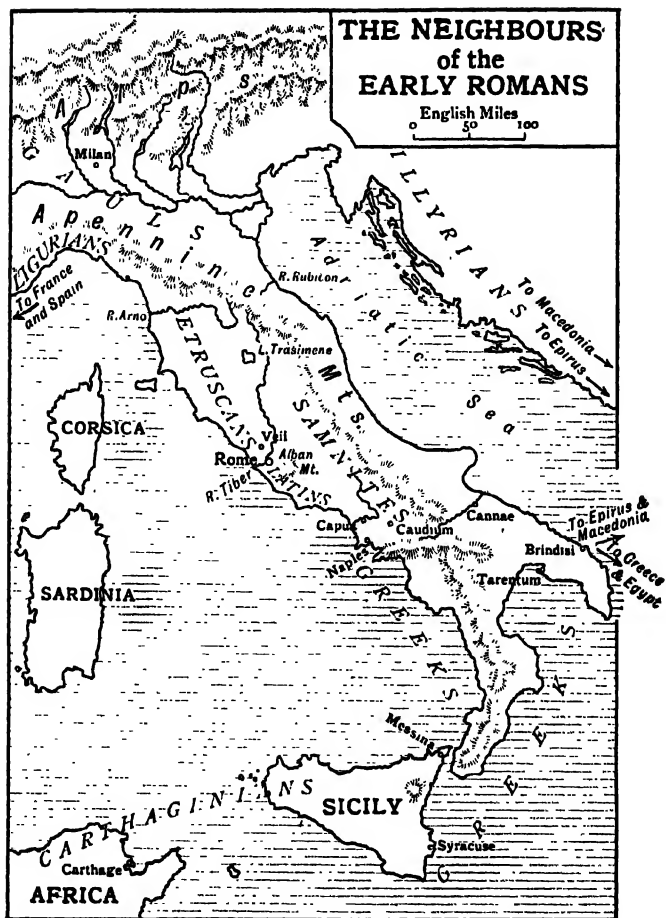 THE NEIGHBOURS
of the
EARLY ROMANS
English Miles
0 50 100
Alps
GAULS
Milan
ILLYRIANS
Apennine Mts.
LIGURIANS
To France
and Spain
R. Rubicon
Adriatic Sea
To Macedonia
To Epirus
R. Arno
ETRUSCANS
L. Trasimene
CORSICA
SAMNITES
Veii
Rome
Alban
Mt.
R. Tiber
LATINS
Capua
Caudium
Cannae
To Epirus &
Macedonia
Naples
Brindisi
To Greece
& Egypt
SARDINIA
Tarentum
GREEKS
GREEKS
Messina
CARTHAGINIANS
SICILY
Syracuse
Carthage
AFRICA